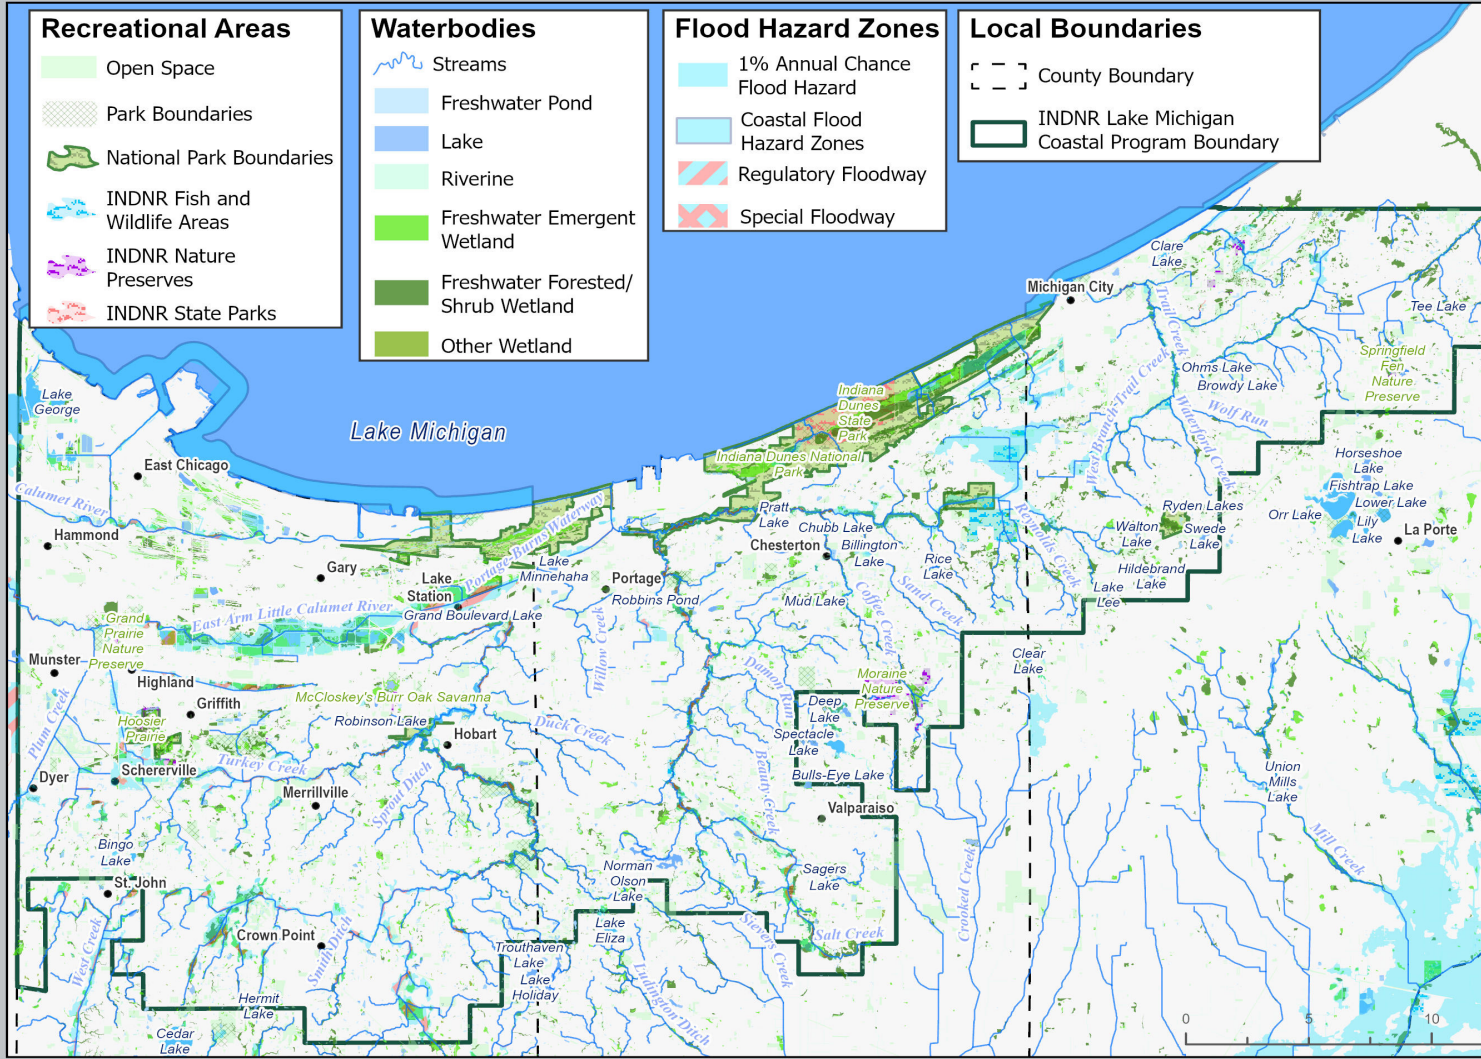 Recreational Areas
Open Space
Park Boundaries
National Park Boundaries
INDNR Fish and
Wildlife Areas
INDNR Nature
Preserves
INDNR State Parks
Waterbodies
Streams
Freshwater Pond
Lake
Riverine
Freshwater Emergent
Wetland
Freshwater Forested/
Shrub Wetland
Other Wetland
Flood Hazard Zones
1% Annual Chance
Flood Hazard
Coastal Flood
Hazard Zones
Regulatory Floodway
Special Floodway
Local Boundaries
County Boundary
INDNR Lake Michigan
Coastal Program Boundary
Clare
Lake
Michigan City
Trail Creek
Tee Lake
Springfield
Fen
Nature
Preserve
Ohms Lake
Browdy Lake
West Branch Trail Creek
Waterford Creek
Wolf Run
Lake
George
Indiana
Dunes
State
Park
Lake Michigan
Indiana Dunes National
Park
East Chicago
Calumet River
Hammond
Gary
Portage-Burns Waterway
Horseshoe
Lake
Fishtrap Lake
Lower Lake
Orr Lake
Lily
Lake
La Porte
Ryden Lakes
Walton
Lake
Swede
Lake
Hildebrand
Lake
Lake
Lee
Reynolds Creek
Pratt
Lake
Chubb Lake
Chesterton
Billington
Lake
Rice
Lake
Sand Creek
Coffee Creek
Mud Lake
Lake
Minnehaha
Lake
Station
Portage
Robbins Pond
Grand Boulevard Lake
East Arm Little Calumet River
Willow Creek
Grand
Prairie
Nature
Preserve
Munster
Highland
Griffith
Plum Creek
Hoosier
Prairie
McCloskey's Burr Oak Savanna
Robinson Lake
Hobart
Duck Creek
Damon Run
Moraine
Nature
Preserve
Clear
Lake
Deep
Lake
Spectacle
Lake
Bulls-Eye Lake
Beauty Creek
Valparaiso
Dyer
Schererville
Turkey Creek
Merrillville
Sprout Ditch
Union
Mills
Lake
Mill Creek
Bingo
Lake
St. John
West Creek
Crown Point
Smith Ditch
Norman
Olson
Lake
Lake
Eliza
Sagers
Lake
Salt Creek
Sievers Creek
Crooked Creek
Trouthaven
Lake
Lake
Holiday
Ludington Ditch
Hermit
Lake
Cedar
Lake
0 5 10